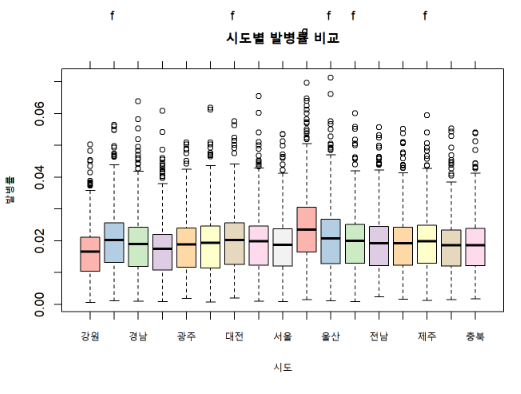 f f f f f
시도별 발병률 비교
g
발병률
0.06
0.04
0.02
0.00
강원 경남 광주 대전 서울 울산 전남 제주 충북
시도